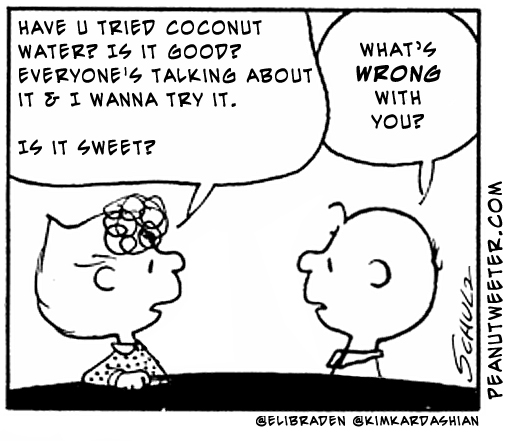 HAVE U TRIED COCONUT
WATER? IS IT GOOD?
EVERYONE'S TALKING ABOUT
IT & I WANNA TRY IT.
IS IT SWEET?
WHAT'S
WRONG
WITH
YOU?
SCHULZ
PEANUTWEETER.COM
@ELIBRADEN @KIMKARDASHIAN